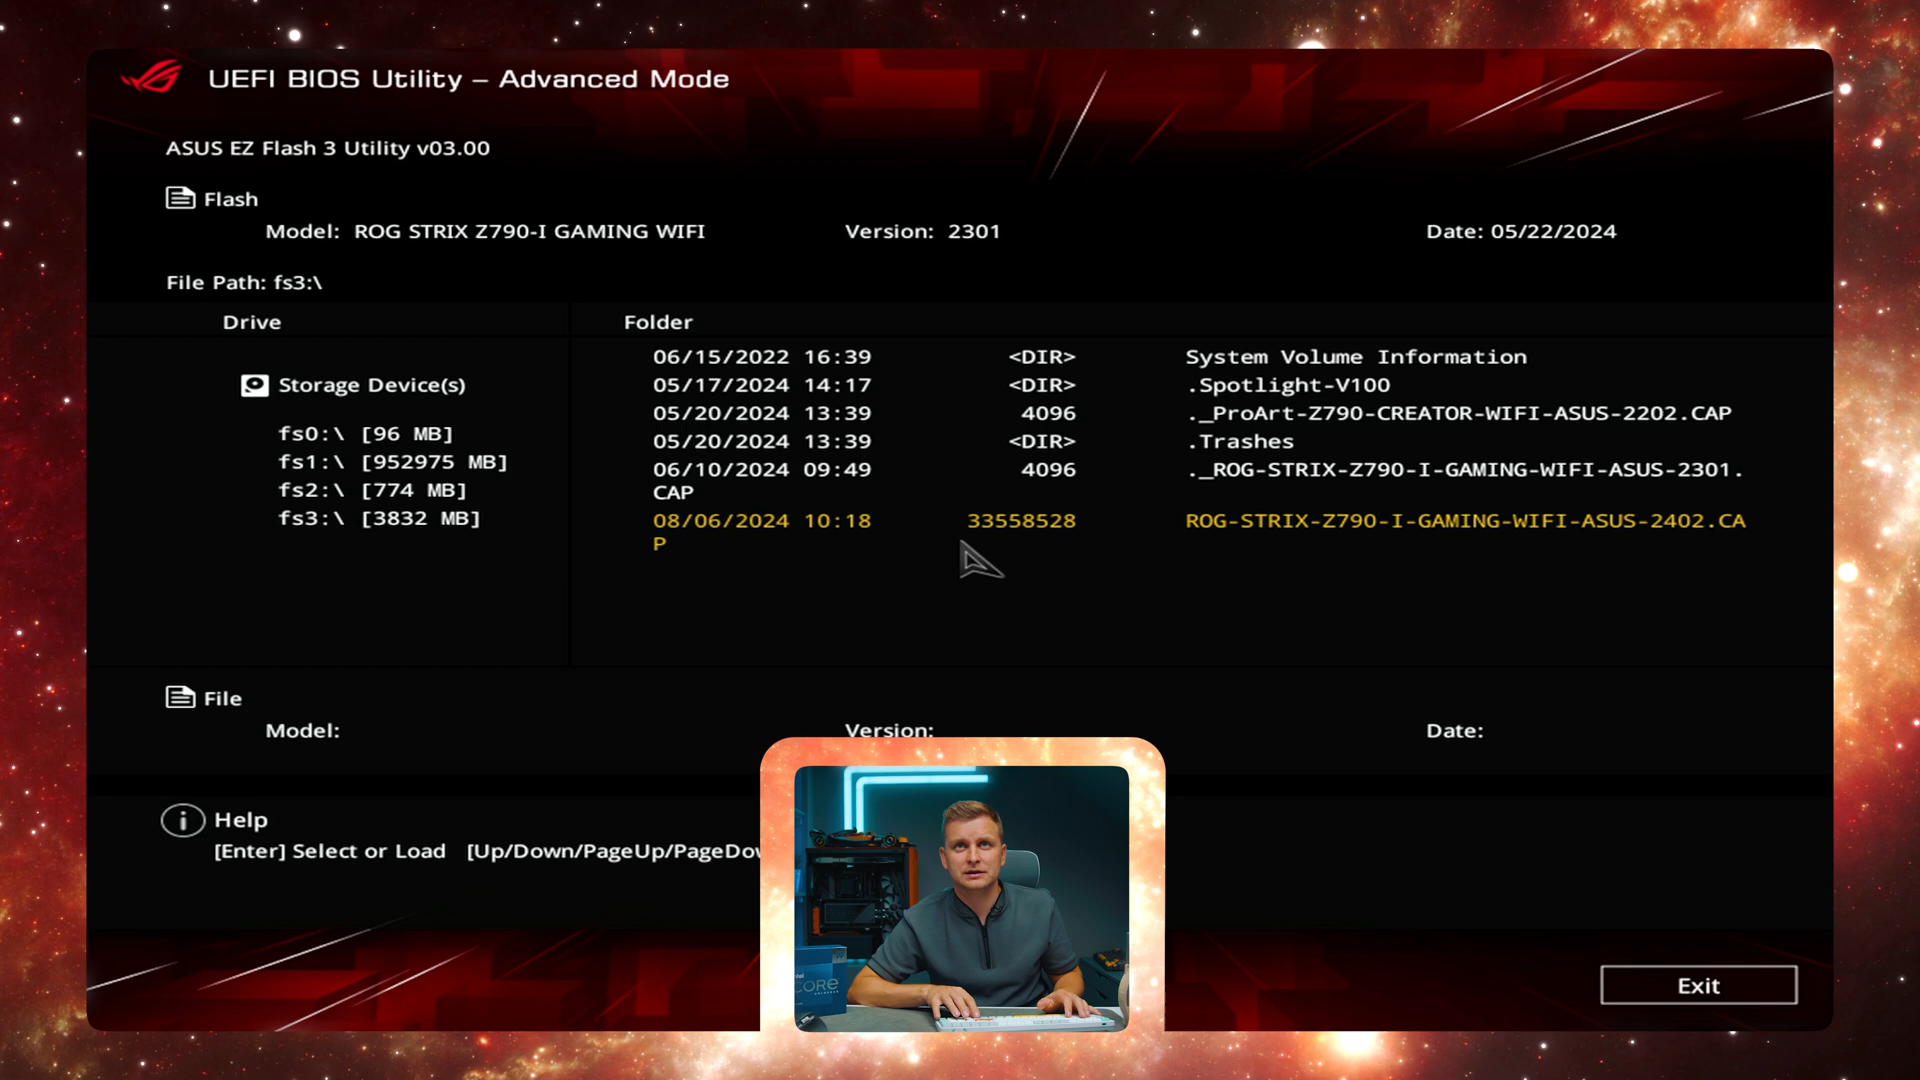 UEFI BIOS Utility – Advanced Mode
ASUS EZ Flash 3 Utility v03.00
Flash
Model: ROG STRIX Z790-I GAMING WIFI Version: 2301 Date: 05/22/2024
File Path: fs3:\
Drive Folder
06/15/2022 16:39 <DIR> System Volume Information
05/17/2024 14:17 <DIR> .Spotlight-V100
05/20/2024 13:39 4096 ._ProArt-Z790-CREATOR-WIFI-ASUS-2202.CAP
05/20/2024 13:39 <DIR> .Trashes
06/10/2024 09:49 4096 ._ROG-STRIX-Z790-I-GAMING-WIFI-ASUS-2301.
CAP
08/06/2024 10:18 33558528 ROG-STRIX-Z790-I-GAMING-WIFI-ASUS-2402.CA
P
Storage Device(s)
fs0:\ [96 MB]
fs1:\ [952975 MB]
fs2:\ [774 MB]
fs3:\ [3832 MB]
File
Model: Version: Date:
Help
[Enter] Select or Load [Up/Down/PageUp/PageDow
CORE
Exit